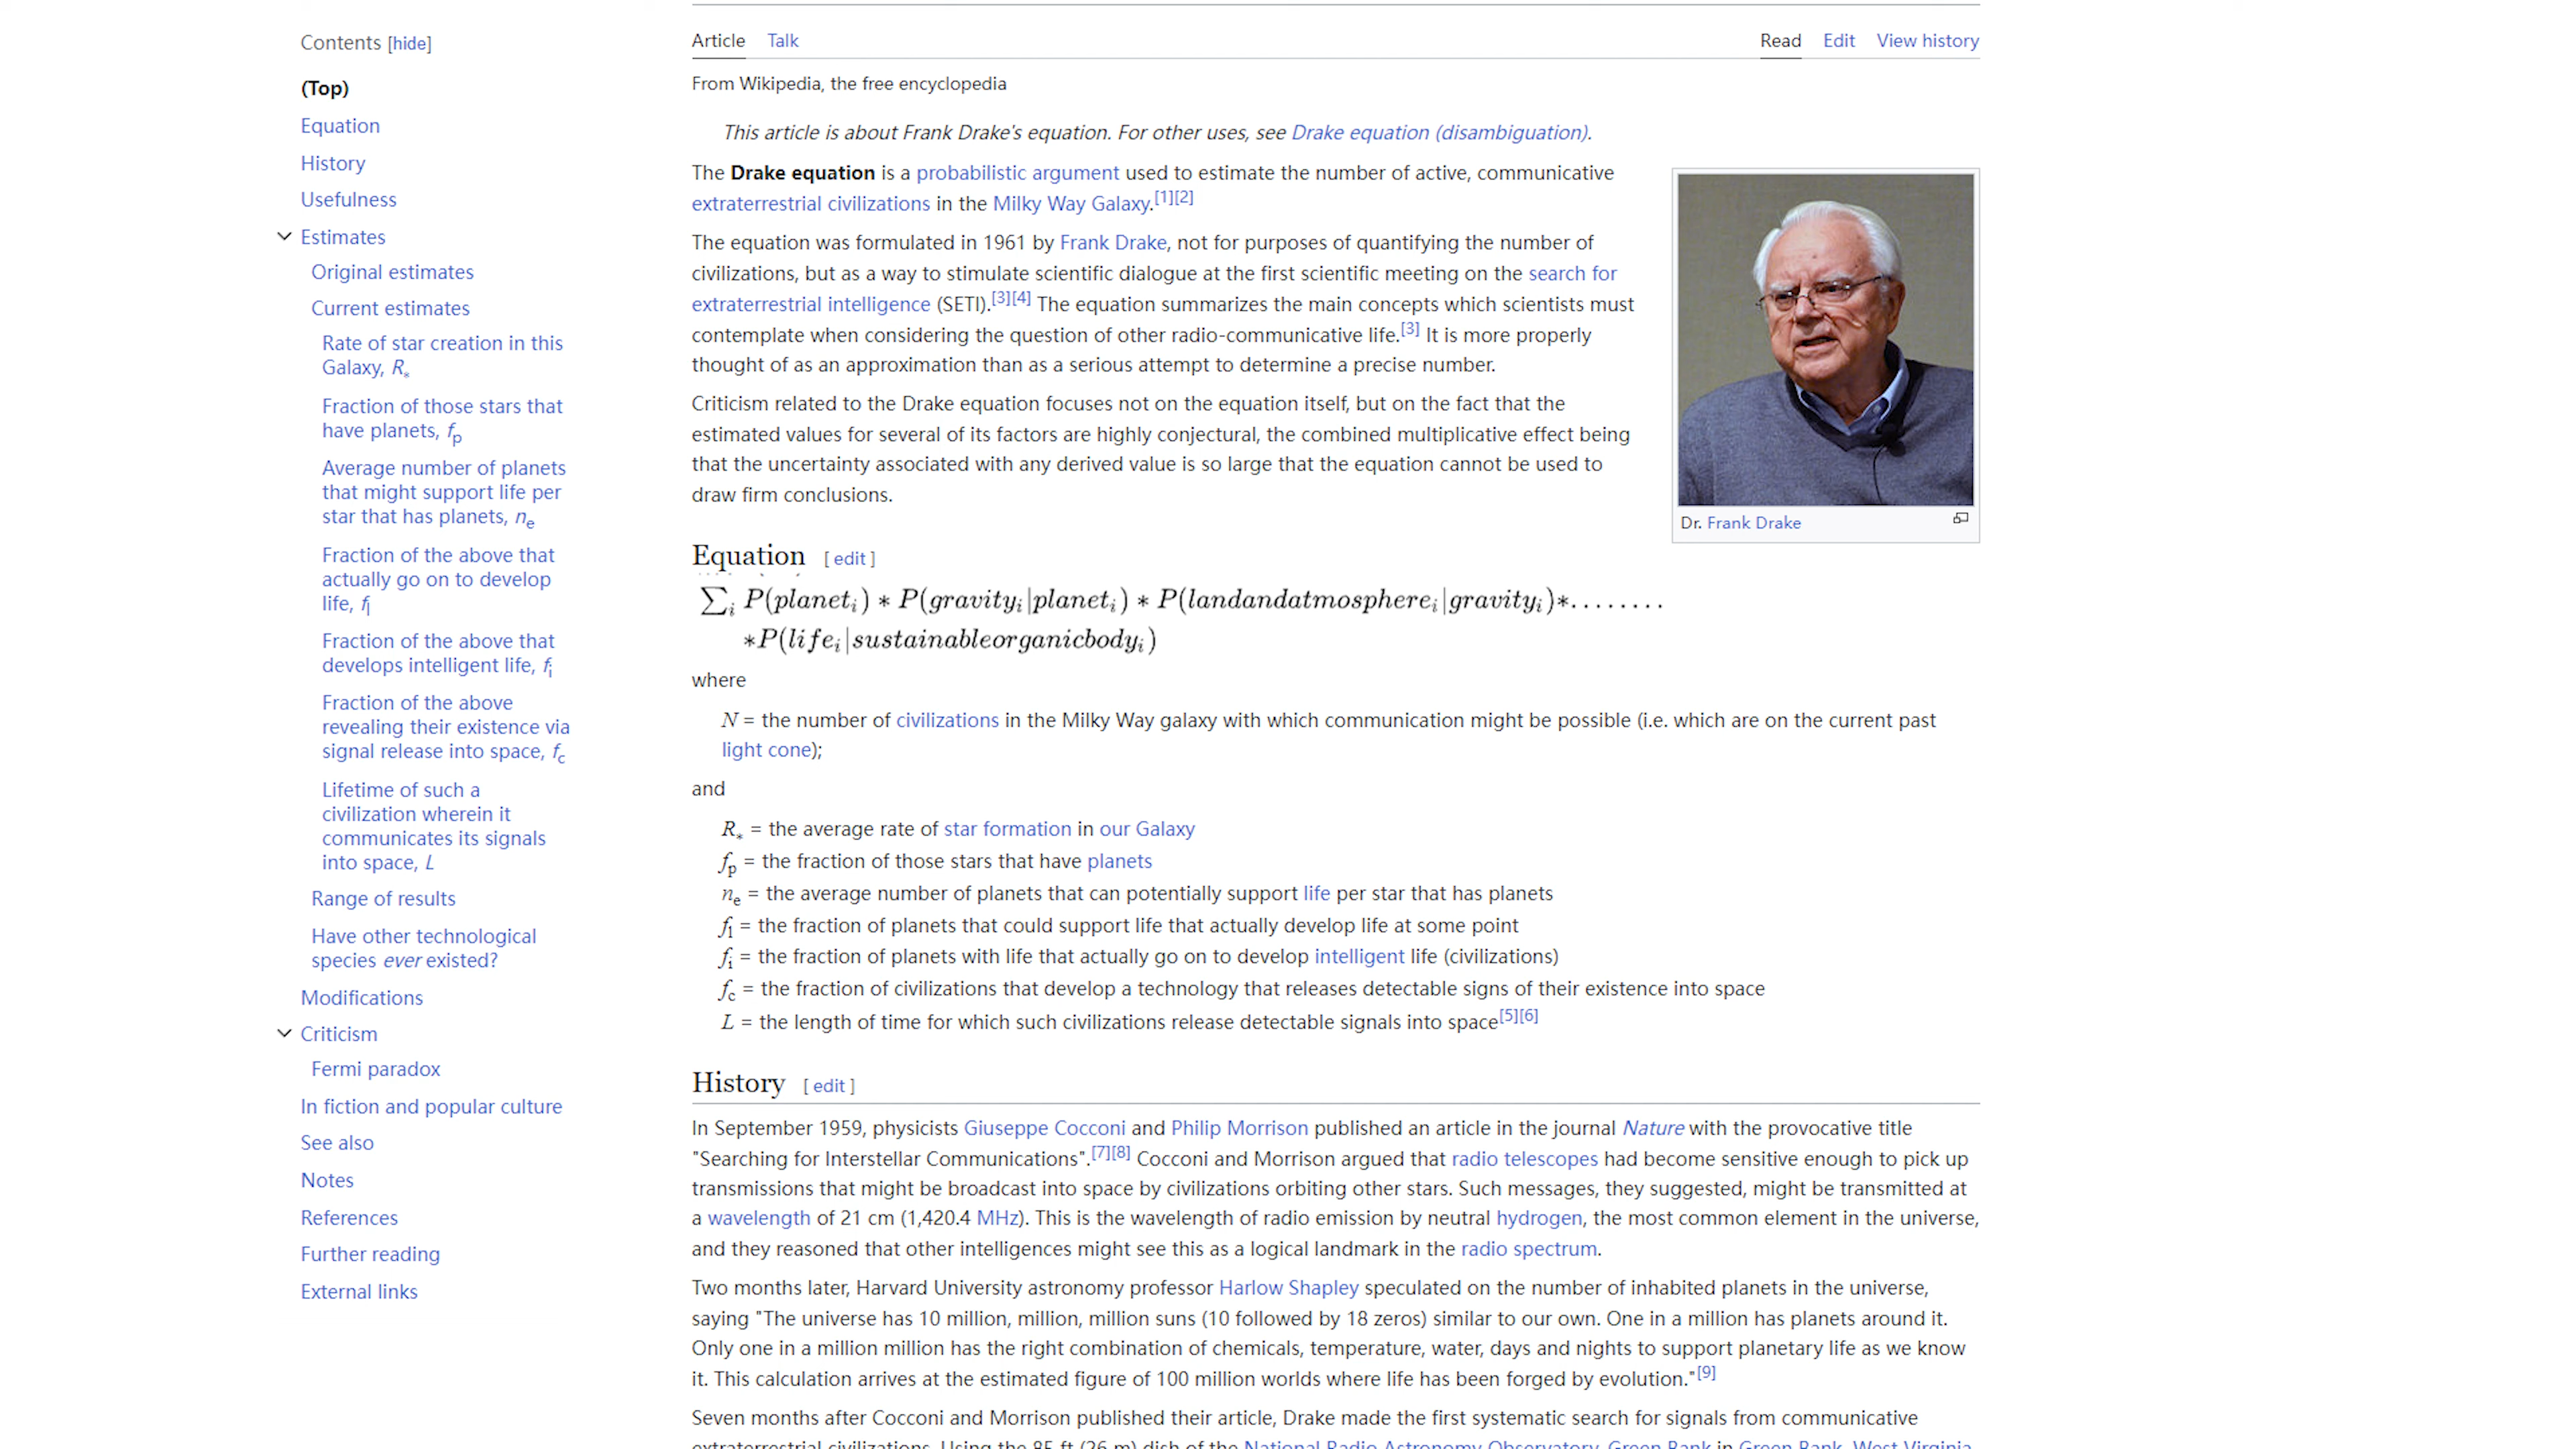 Contents [hide]
(Top)
Equation
History
Usefulness
Estimates
Original estimates
Current estimates
Rate of star creation in this
Galaxy, R∗
Fraction of those stars that
have planets, fp
Average number of planets
that might support life per
star that has planets, ne
Fraction of the above that
actually go on to develop
life, fl
Fraction of the above that
develops intelligent life, fi
Fraction of the above
revealing their existence via
signal release into space, fc
Lifetime of such a
civilization wherein it
communicates its signals
into space, L
Range of results
Have other technological
species ever existed?
Modifications
Criticism
Fermi paradox
In fiction and popular culture
See also
Notes
References
Further reading
External links
Article Talk Read Edit View history
From Wikipedia, the free encyclopedia
This article is about Frank Drake's equation. For other uses, see Drake equation (disambiguation).
The Drake equation is a probabilistic argument used to estimate the number of active, communicative
extraterrestrial civilizations in the Milky Way Galaxy.[1][2]
The equation was formulated in 1961 by Frank Drake, not for purposes of quantifying the number of
civilizations, but as a way to stimulate scientific dialogue at the first scientific meeting on the search for
extraterrestrial intelligence (SETI).[3][4] The equation summarizes the main concepts which scientists must
contemplate when considering the question of other radio-communicative life.[3] It is more properly
thought of as an approximation than as a serious attempt to determine a precise number.
Criticism related to the Drake equation focuses not on the equation itself, but on the fact that the
estimated values for several of its factors are highly conjectural, the combined multiplicative effect being
that the uncertainty associated with any derived value is so large that the equation cannot be used to
draw firm conclusions.
Dr. Frank Drake
Equation [ edit ]
∑i P(planeti) ∗ P(gravityi|planeti) ∗ P(landandatmospherei|gravityi)∗........
∗P(lifei|sustainableorganicbodyi)
where
N = the number of civilizations in the Milky Way galaxy with which communication might be possible (i.e. which are on the current past
light cone);
and
R∗ = the average rate of star formation in our Galaxy
fp = the fraction of those stars that have planets
ne = the average number of planets that can potentially support life per star that has planets
fl = the fraction of planets that could support life that actually develop life at some point
fi = the fraction of planets with life that actually go on to develop intelligent life (civilizations)
fc = the fraction of civilizations that develop a technology that releases detectable signs of their existence into space
L = the length of time for which such civilizations release detectable signals into space[5][6]
History [ edit ]
In September 1959, physicists Giuseppe Cocconi and Philip Morrison published an article in the journal Nature with the provocative title
"Searching for Interstellar Communications".[7][8] Cocconi and Morrison argued that radio telescopes had become sensitive enough to pick up
transmissions that might be broadcast into space by civilizations orbiting other stars. Such messages, they suggested, might be transmitted at
a wavelength of 21 cm (1,420.4 MHz). This is the wavelength of radio emission by neutral hydrogen, the most common element in the universe,
and they reasoned that other intelligences might see this as a logical landmark in the radio spectrum.
Two months later, Harvard University astronomy professor Harlow Shapley speculated on the number of inhabited planets in the universe,
saying "The universe has 10 million, million, million suns (10 followed by 18 zeros) similar to our own. One in a million has planets around it.
Only one in a million million has the right combination of chemicals, temperature, water, days and nights to support planetary life as we know
it. This calculation arrives at the estimated figure of 100 million worlds where life has been forged by evolution."[9]
Seven months after Cocconi and Morrison published their article, Drake made the first systematic search for signals from communicative
extraterrestrial civilizations. Using the 85 ft (26 m) dish of the National Radio Astronomy Observatory, Green Bank in Green Bank, West Virginia,